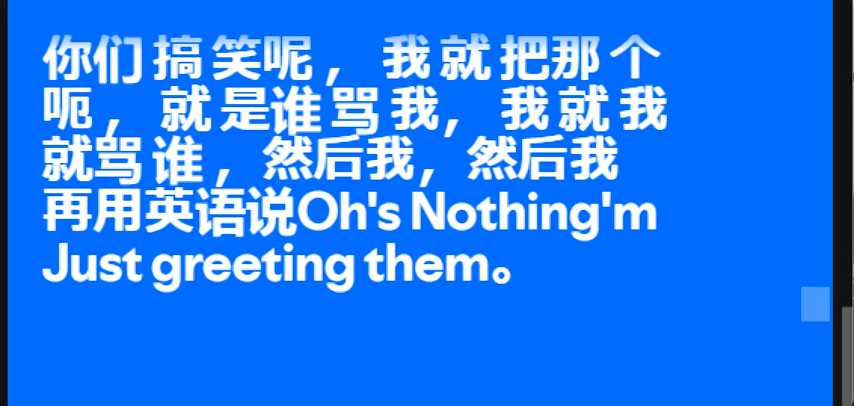 你们搞笑呢，我就把那个
呃，就是谁骂我，我就我
就骂谁，然后我，然后我
再用英语说Oh's Nothing'm
Just greeting them。